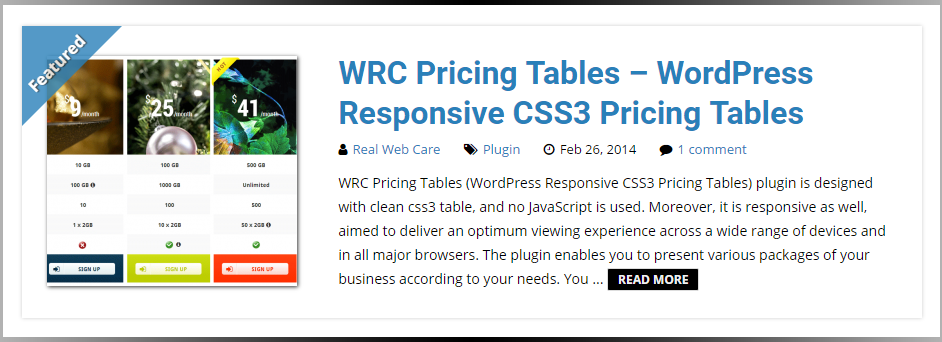 Featured
$9/month
$25/month
$41/month
HOT
10 GB
100 GB
500 GB
100 GB
1000 GB
Unlimited
10
100
500
1 x 2GB
10 x 2GB
50 x 2GB
SIGN UP
SIGN UP
SIGN UP
WRC Pricing Tables – WordPress
Responsive CSS3 Pricing Tables
Real Web Care Plugin Feb 26, 2014 1 comment
WRC Pricing Tables (WordPress Responsive CSS3 Pricing Tables) plugin is designed
with clean css3 table, and no JavaScript is used. Moreover, it is responsive as well,
aimed to deliver an optimum viewing experience across a wide range of devices and
in all major browsers. The plugin enables you to present various packages of your
business according to your needs. You ... READ MORE